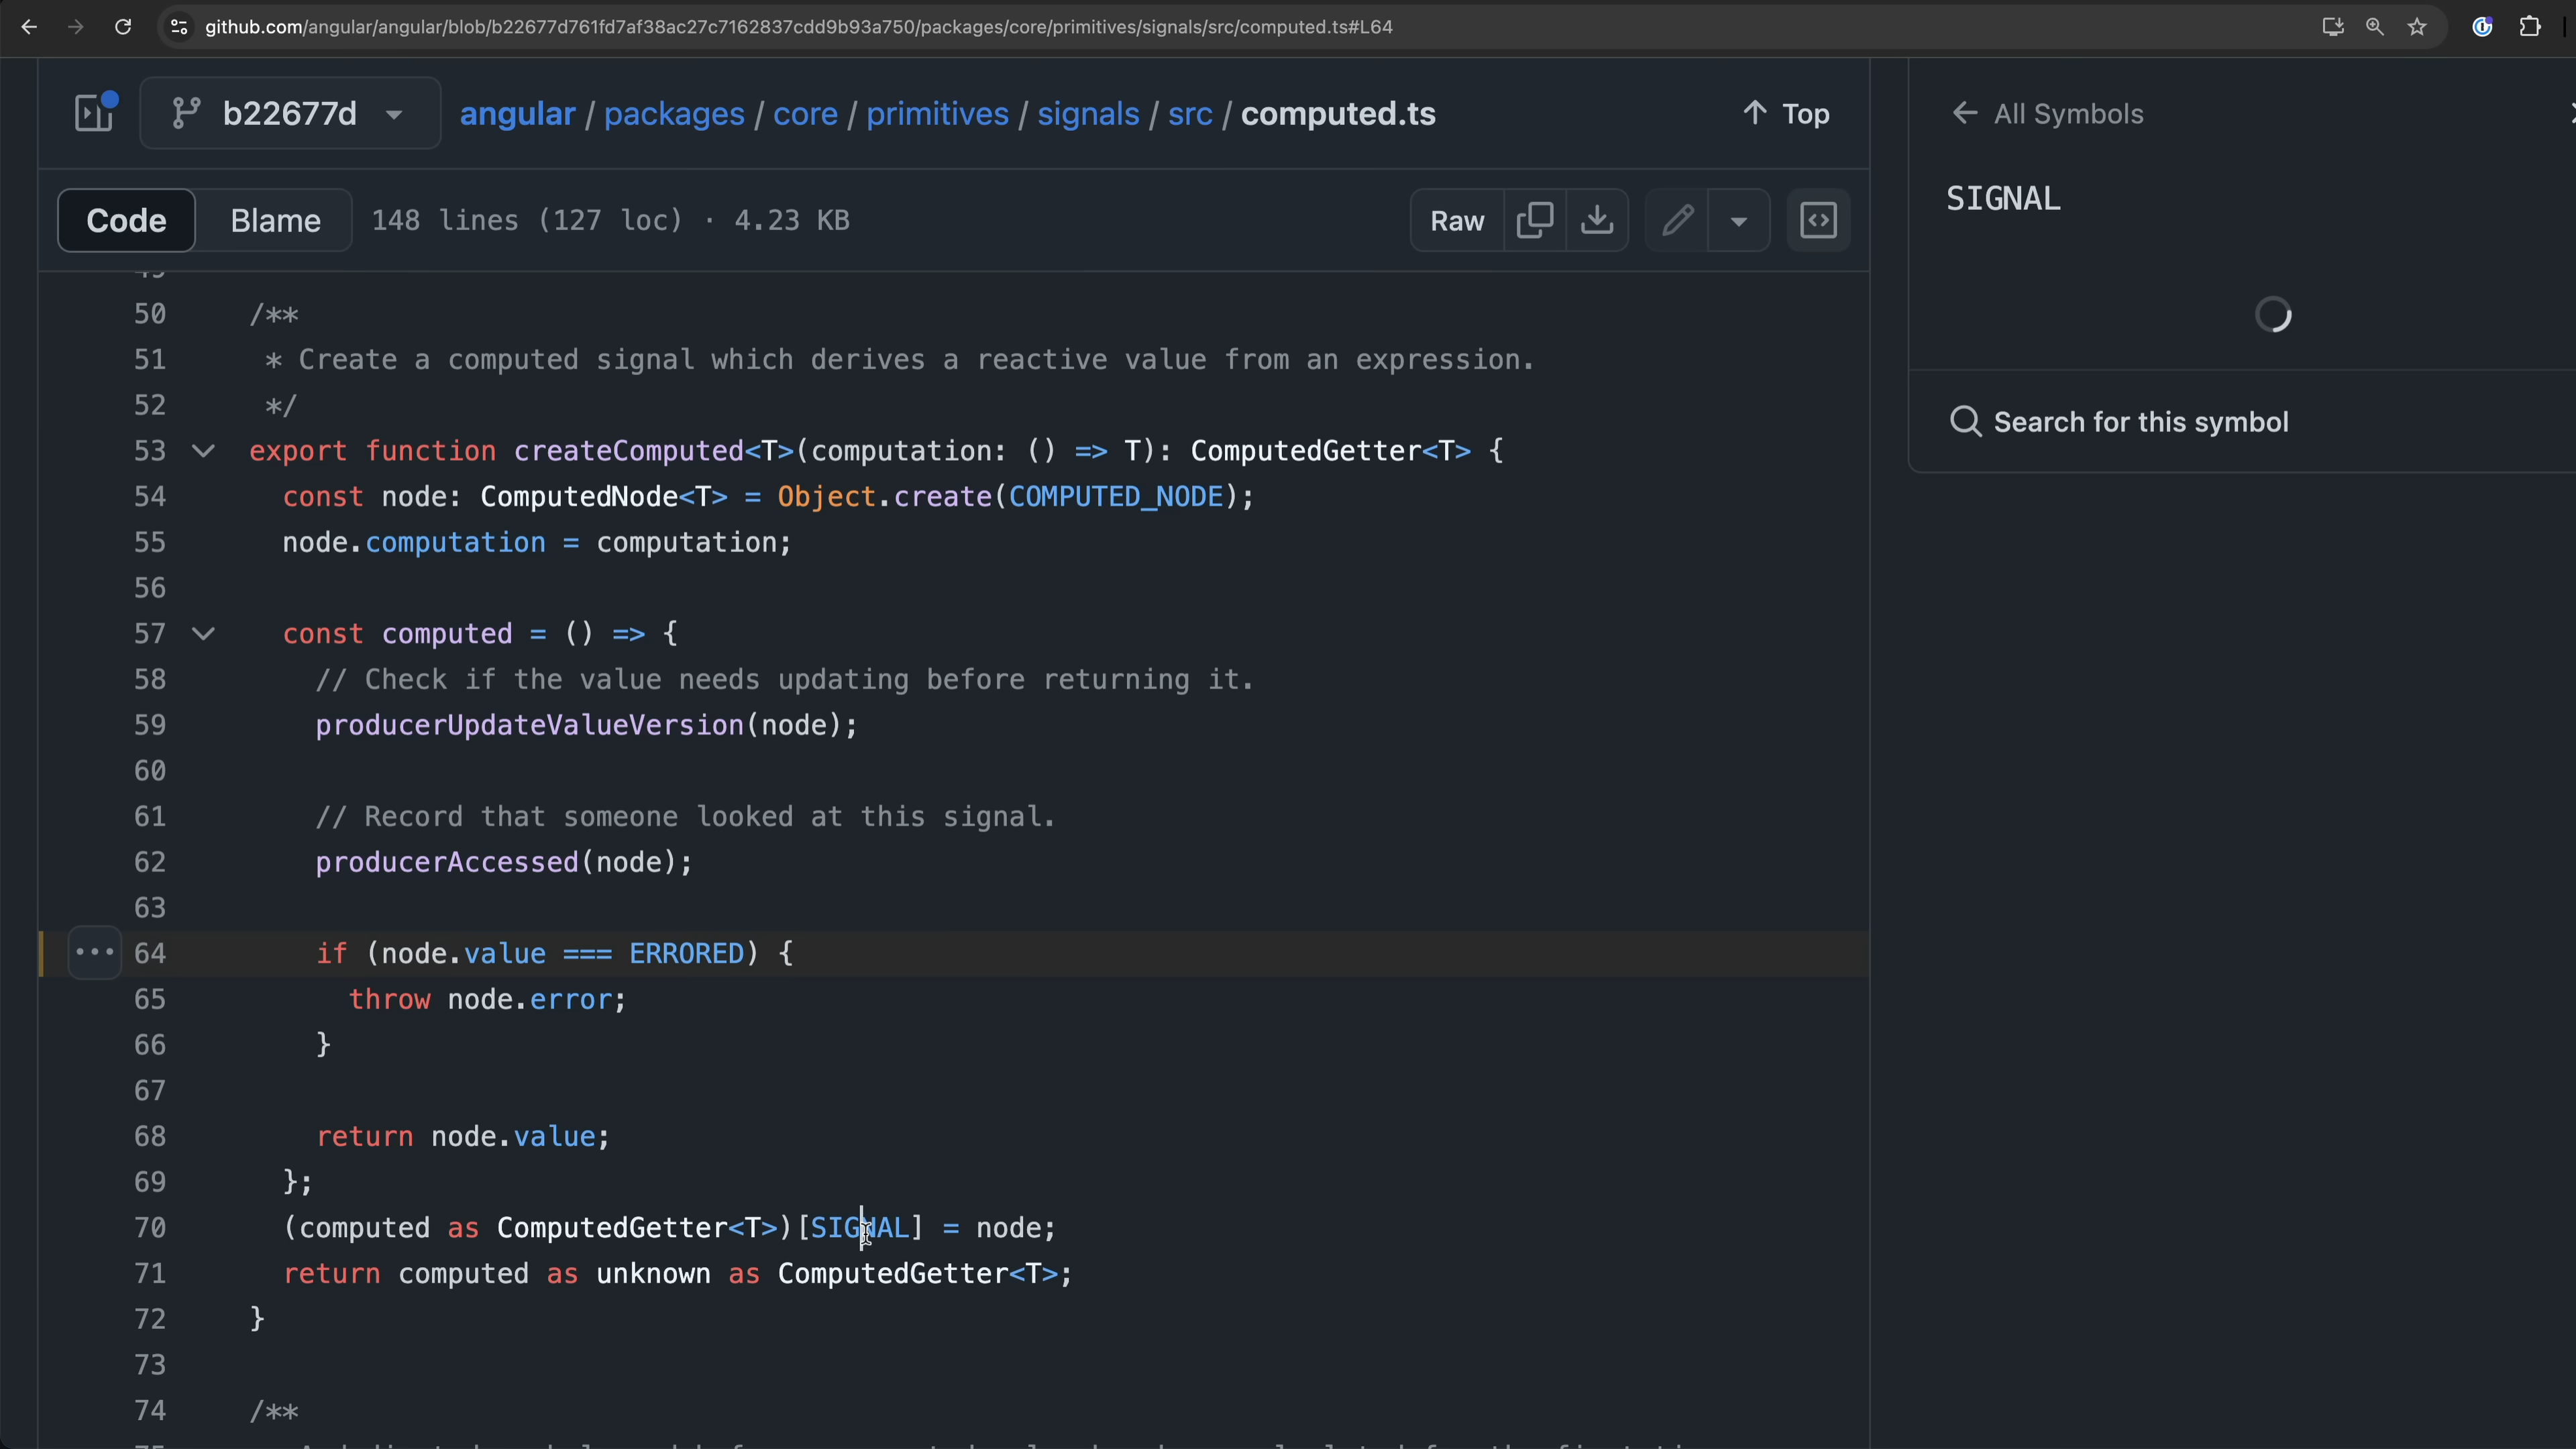 github.com/angular/angular/blob/b22677d761fd7af38ac27c7162837cdd9b93a750/packages/core/primitives/signals/src/computed.ts#L64
b22677d
angular / packages / core / primitives / signals / src / computed.ts
Top
All Symbols
Code
Blame
148 lines (127 loc) · 4.23 KB
Raw
SIGNAL
Search for this symbol
50 /**
51 * Create a computed signal which derives a reactive value from an expression.
52 */
53 export function createComputed<T>(computation: () => T): ComputedGetter<T> {
54 const node: ComputedNode<T> = Object.create(COMPUTED_NODE);
55 node.computation = computation;
56
57 const computed = () => {
58 // Check if the value needs updating before returning it.
59 producerUpdateValueVersion(node);
60
61 // Record that someone looked at this signal.
62 producerAccessed(node);
63
64 if (node.value === ERRORED) {
65 throw node.error;
66 }
67
68 return node.value;
69 };
70 (computed as ComputedGetter<T>)[SIGNAL] = node;
71 return computed as unknown as ComputedGetter<T>;
72 }
73
74 /**